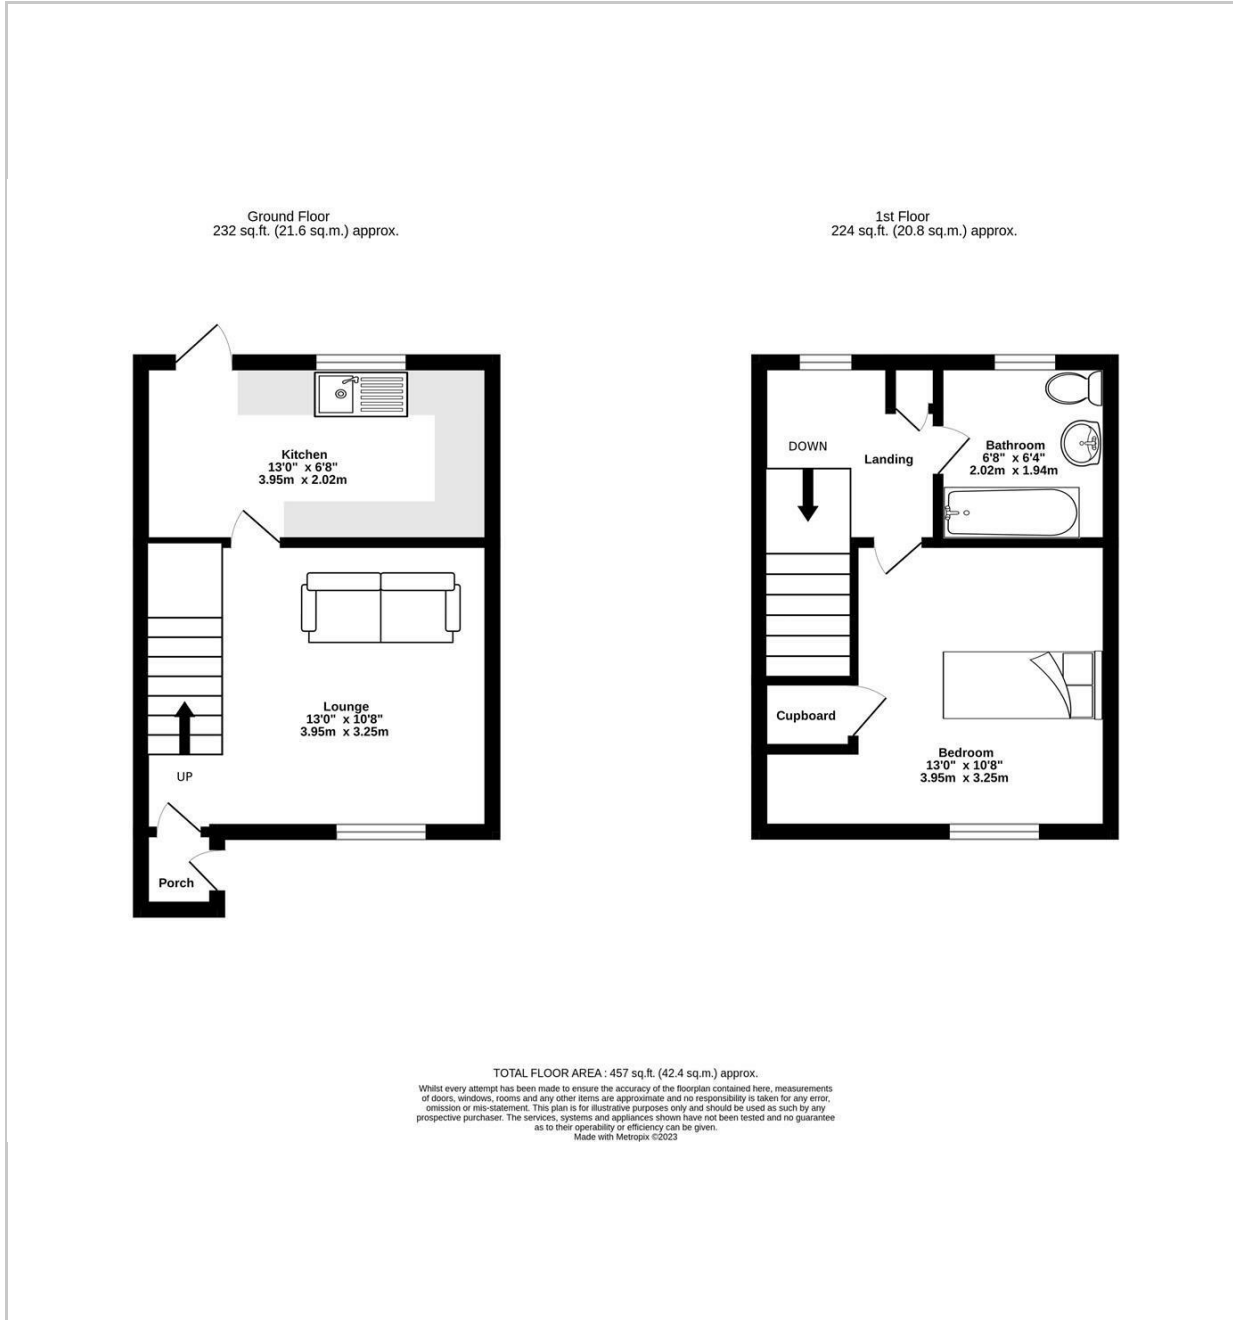 Ground Floor
232 sq.ft. (21.6 sq.m.) approx.
Kitchen
13'0" x 6'8"
3.95m x 2.02m
Lounge
13'0" x 10'8"
3.95m x 3.25m
UP
Porch
1st Floor
224 sq.ft. (20.8 sq.m.) approx.
DOWN
Landing
Bathroom
6'8" x 6'4"
2.02m x 1.94m
Cupboard
Bedroom
13'0" x 10'8"
3.95m x 3.25m
TOTAL FLOOR AREA : 457 sq.ft. (42.4 sq.m.) approx.
Whilst every attempt has been made to ensure the accuracy of the floorplan contained here, measurements
of doors, windows, rooms and any other items are approximate and no responsibility is taken for any error,
omission or mis-statement. This plan is for illustrative purposes only and should be used as such by any
prospective purchaser. The services, systems and appliances shown have not been tested and no guarantee
as to their operability or efficiency can be given.
Made with Metropix ©2023